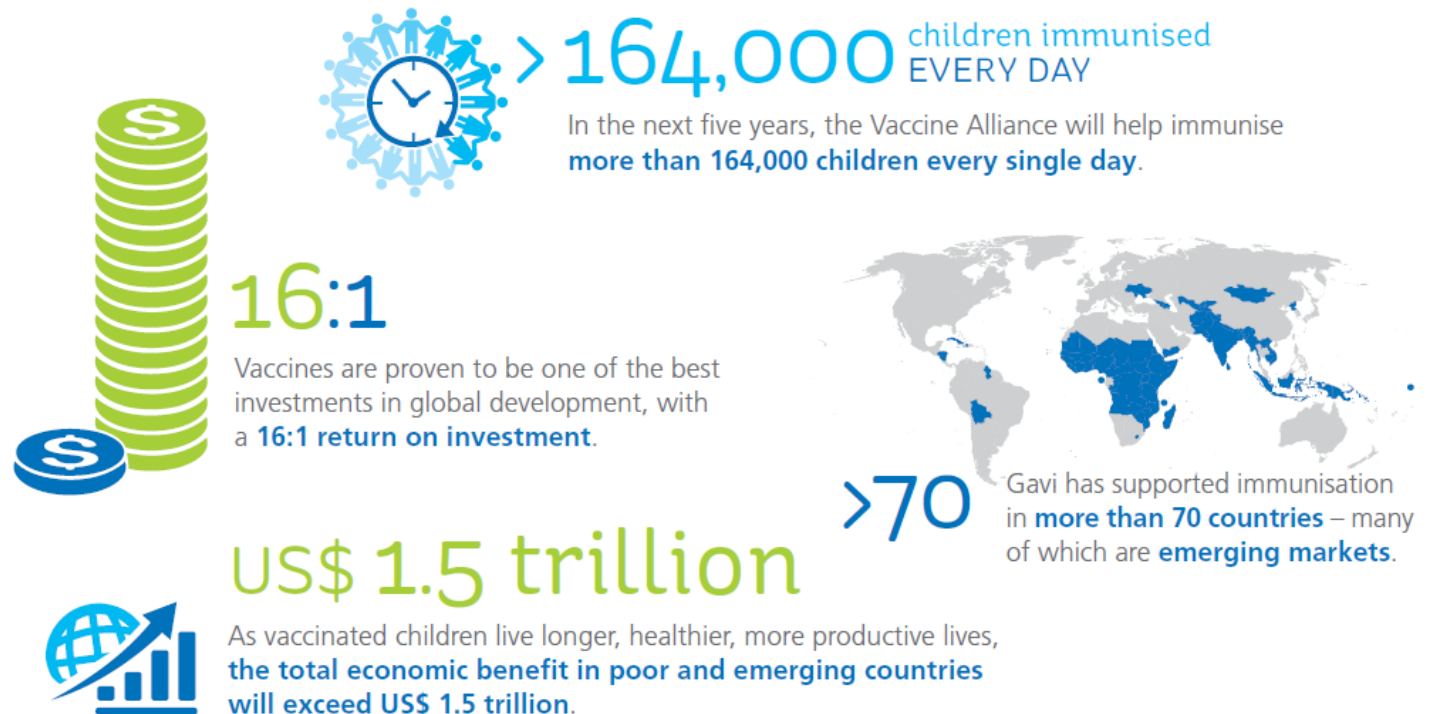 > 164,000 children immunised
EVERY DAY
In the next five years, the Vaccine Alliance will help immunise
more than 164,000 children every single day.
$
$
16:1
Vaccines are proven to be one of the best
investments in global development, with
a 16:1 return on investment.
>70
Gavi has supported immunisation
in more than 70 countries – many
of which are emerging markets.
US$ 1.5 trillion
As vaccinated children live longer, healthier, more productive lives,
the total economic benefit in poor and emerging countries
will exceed US$ 1.5 trillion.